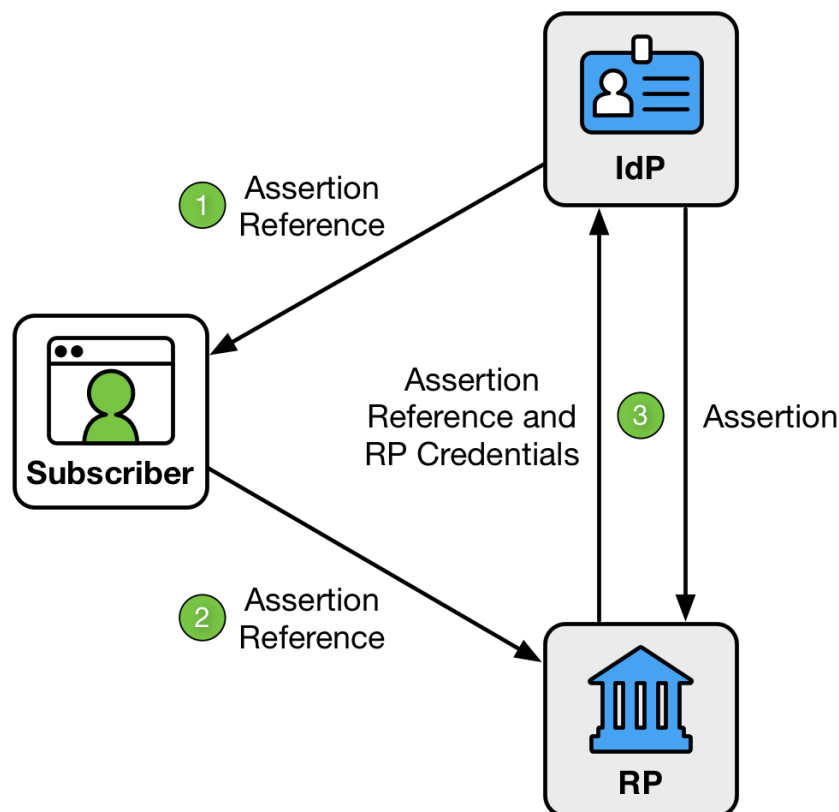 IdP
1
Assertion
Reference
Subscriber
Assertion
Reference and
RP Credentials
3
Assertion
2
Assertion
Reference
RP